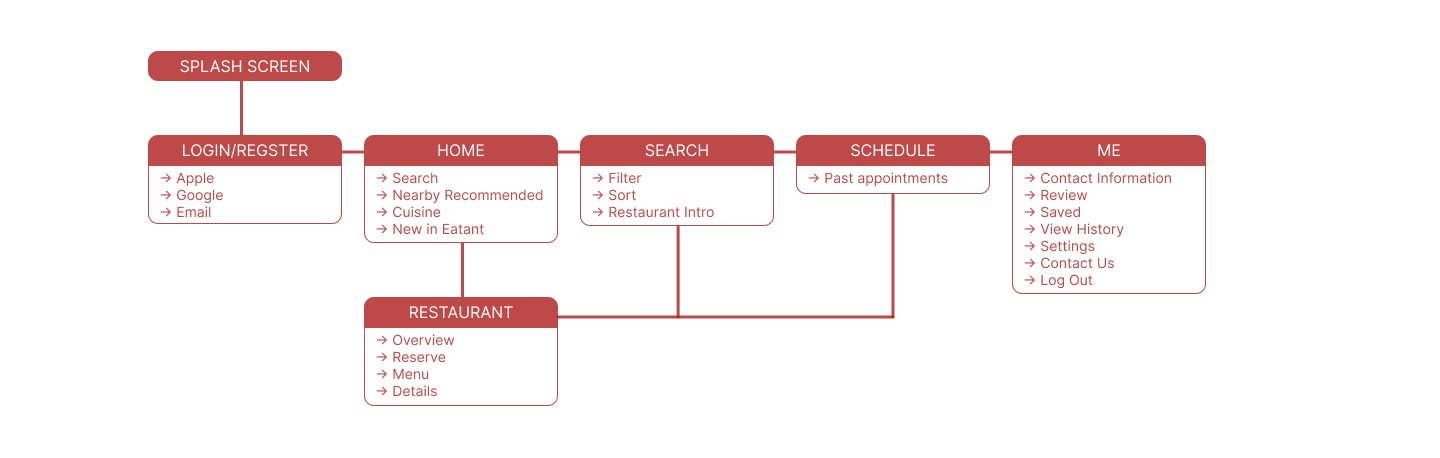 SPLASH SCREEN
LOGIN/REGSTER
→ Apple
→ Google
→ Email
HOME
→ Search
→ Nearby Recommended
→ Cuisine
→ New in Eatant
SEARCH
→ Filter
→ Sort
→ Restaurant Intro
SCHEDULE
→ Past appointments
ME
→ Contact Information
→ Review
→ Saved
→ View History
→ Settings
→ Contact Us
→ Log Out
RESTAURANT
→ Overview
→ Reserve
→ Menu
→ Details